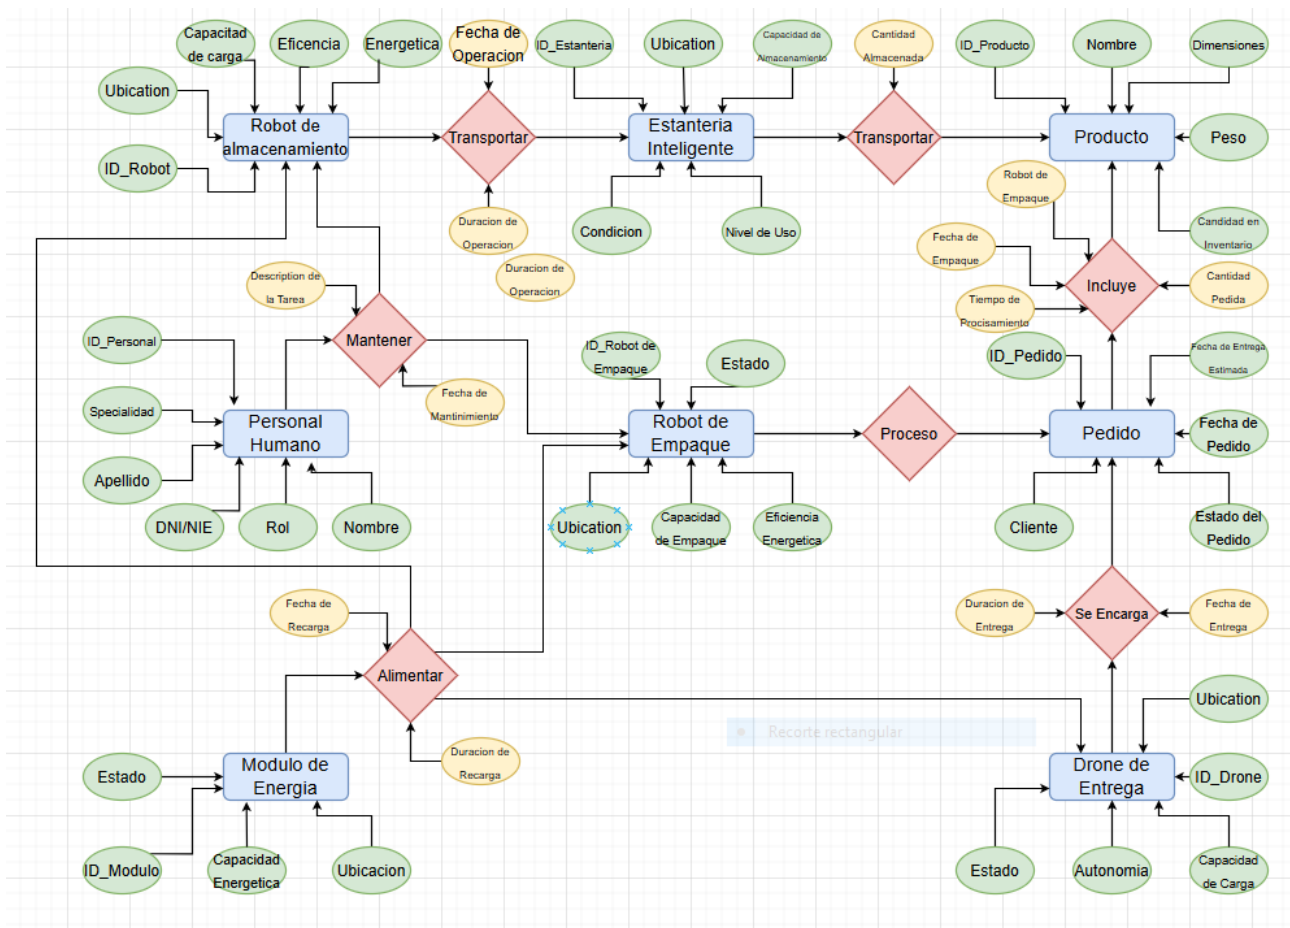 Capacitad
de carga
Eficencia
Energetica
Fecha de
Operacion
ID_Estanteria
Ubication
Capacidad de
Almacenamiento
Cantidad
Almacenada
ID_Producto
Nombre
Dimensiones
Ubication
Robot de
almacenamiento
Transportar
Estanteria
Inteligente
Transportar
Producto
Peso
ID_Robot
Robot de
Empaque
Duracion de
Operacion
Condicion
Nivel de Uso
Candidad en
Inventario
Fecha de
Empaque
Description de
la Tarea
Duracion de
Operacion
Incluye
Cantidad
Pedida
Tiempo de
Procisamiento
ID_Personal
Mantener
ID_Robot de
Empaque
Estado
ID_Pedido
Fecha de Entrega
Estimada
Fecha de
Mantinimiento
Specialidad
Personal
Humano
Robot de
Empaque
Proceso
Pedido
Fecha de
Pedido
Apellido
DNI/NIE
Rol
Nombre
Ubication
Capacidad
de Empaque
Eficiencia
Energetica
Cliente
Estado del
Pedido
Fecha de
Recarga
Duracion de
Entrega
Se Encarga
Fecha de
Entrega
Alimentar
Ubication
Recorte rectangular
Duracion de
Recarga
Estado
Modulo de
Energia
Drone de
Entrega
ID_Drone
ID_Modulo
Capacidad
Energetica
Ubicacion
Estado
Autonomia
Capacidad
de Carga